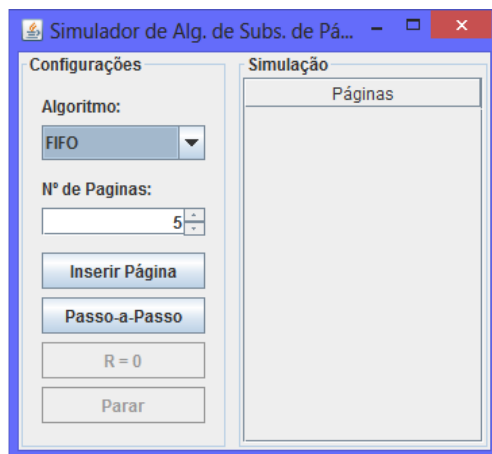 Simulador de Alg. de Subs. de Pá...
Configurações
Algoritmo:
FIFO
Nº de Paginas:
5
Inserir Página
Passo-a-Passo
R = 0
Parar
Simulação
Páginas